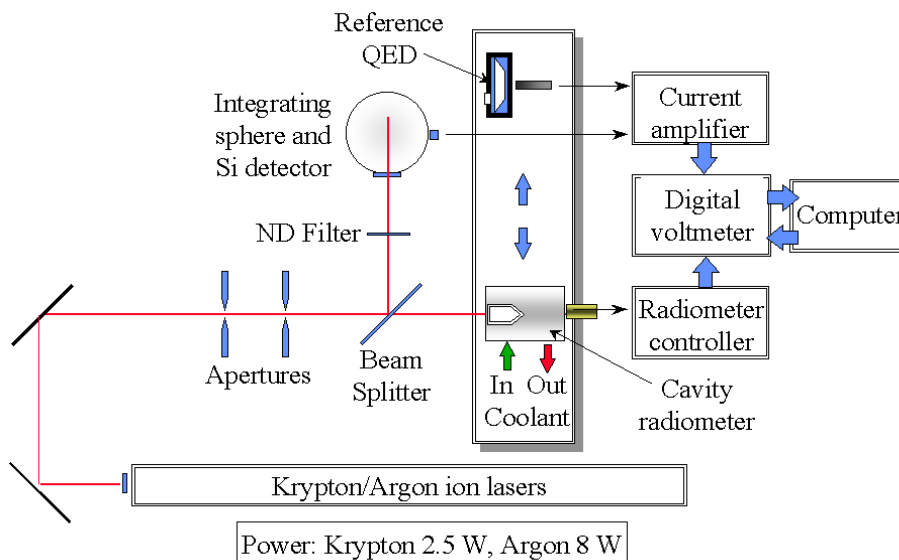 Reference
QED
Integrating
sphere and
Si detector
Current
amplifier
Digital
voltmeter
Computer
ND Filter
Radiometer
controller
Apertures
Beam
Splitter
In Out
Coolant
Cavity
radiometer
Krypton/Argon ion lasers
Power: Krypton 2.5 W, Argon 8 W